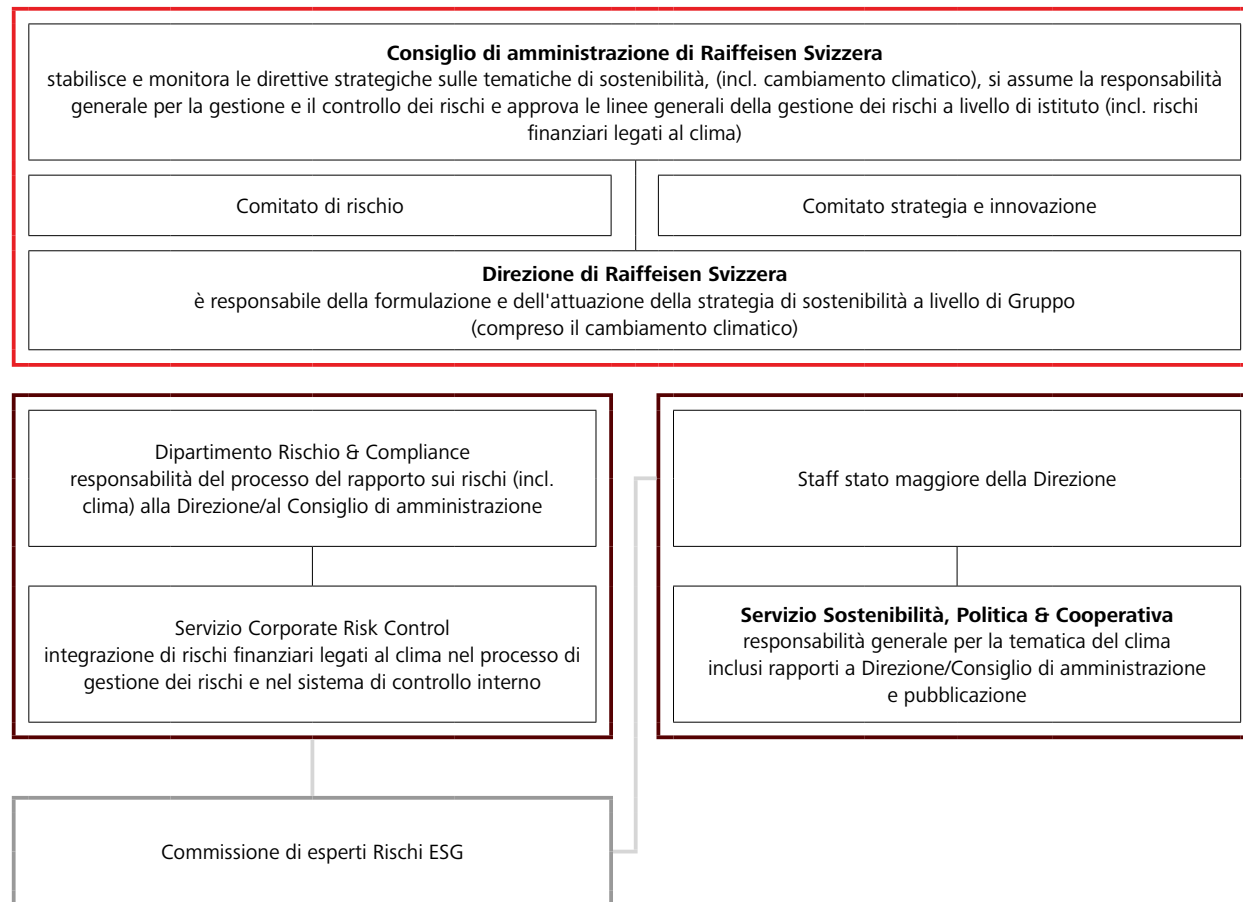 Consiglio di amministrazione di Raiffeisen Svizzera
stabilisce e monitora le direttive strategiche sulle tematiche di sostenibilità, (incl. cambiamento climatico), si assume la responsabilità
generale per la gestione e il controllo dei rischi e approva le linee generali della gestione dei rischi a livello di istituto (incl. rischi
finanziari legati al clima)
Comitato di rischio
Comitato strategia e innovazione
Direzione di Raiffeisen Svizzera
è responsabile della formulazione e dell'attuazione della strategia di sostenibilità a livello di Gruppo
(compreso il cambiamento climatico)
Dipartimento Rischio & Compliance
responsabilità del processo del rapporto sui rischi (incl.
clima) alla Direzione/al Consiglio di amministrazione
Servizio Corporate Risk Control
integrazione di rischi finanziari legati al clima nel processo di
gestione dei rischi e nel sistema di controllo interno
Staff stato maggiore della Direzione
Servizio Sostenibilità, Politica & Cooperativa
responsabilità generale per la tematica del clima
inclusi rapporti a Direzione/Consiglio di amministrazione
e pubblicazione
Commissione di esperti Rischi ESG